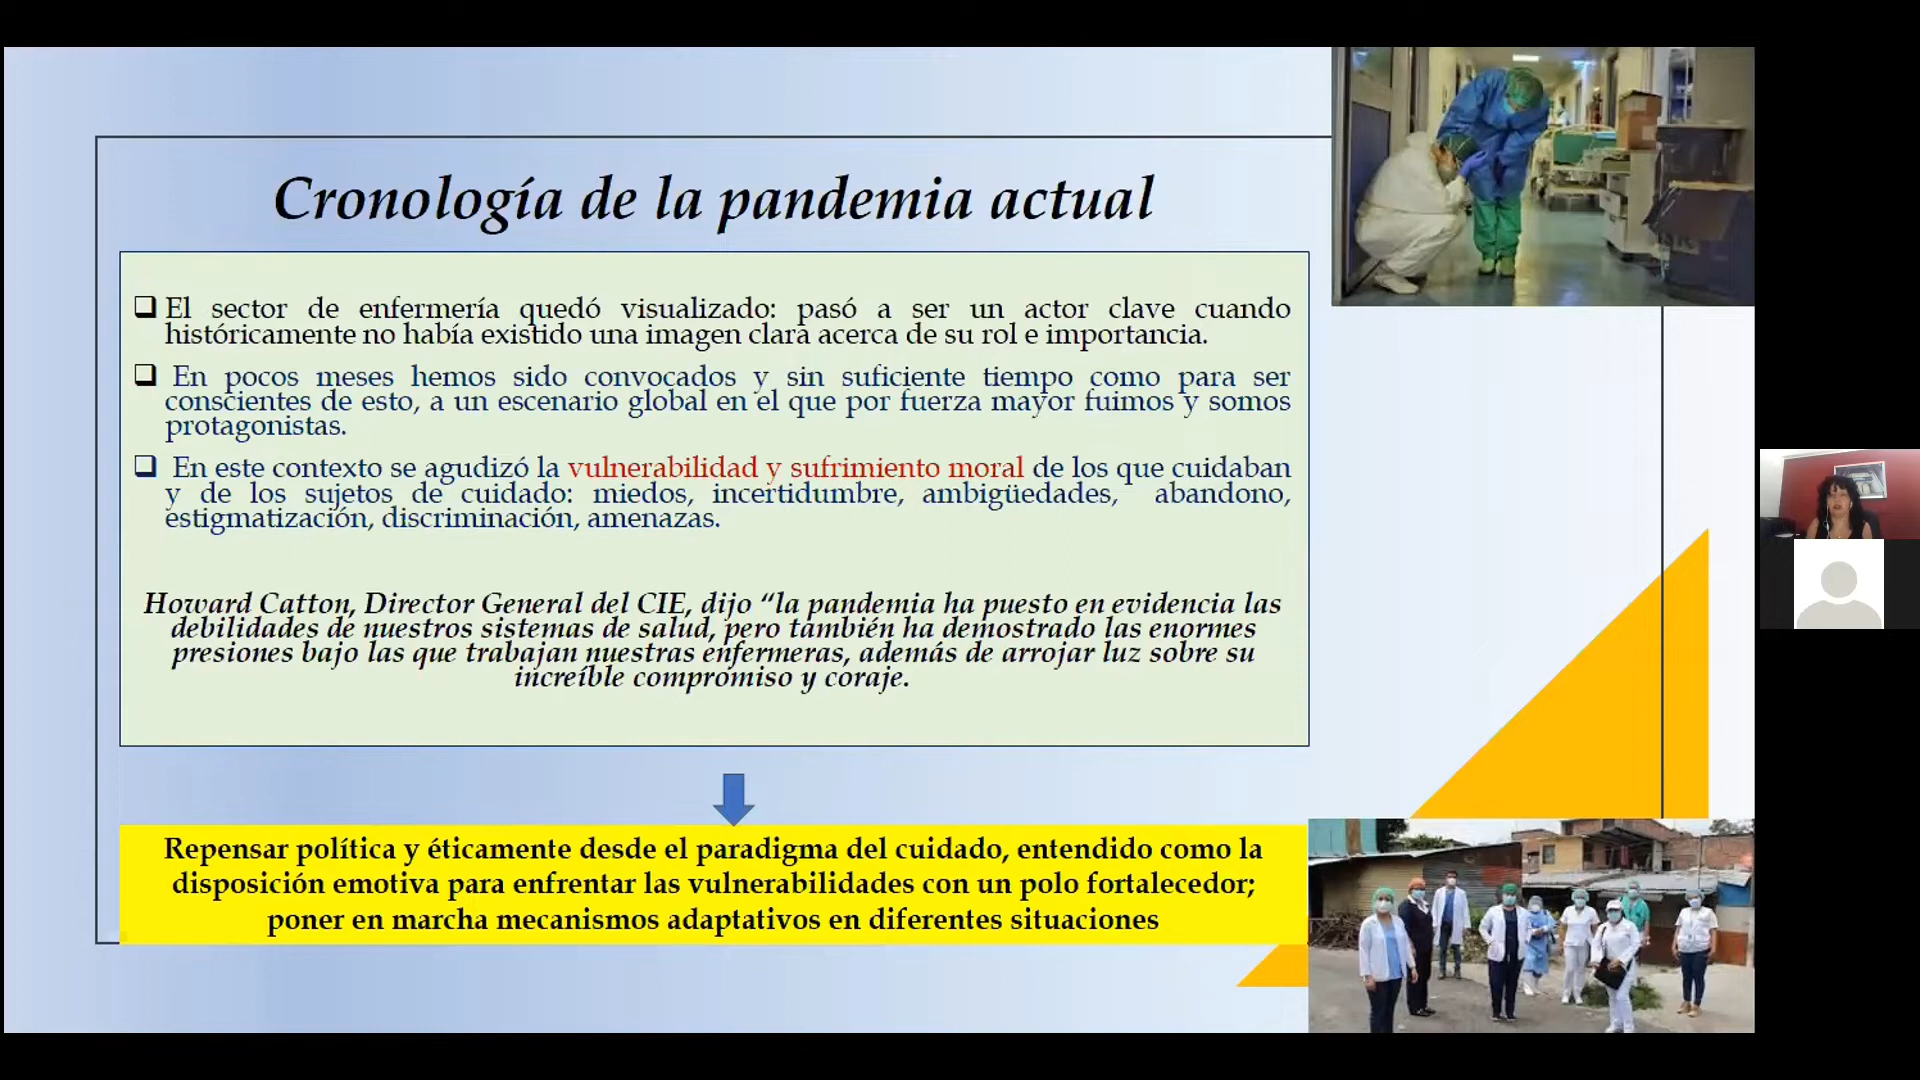 Cronología de la pandemia actual
El sector de enfermería quedó visualizado: pasó a ser un actor clave cuando
históricamente no había existido una imagen clara acerca de su rol e importancia.
En pocos meses hemos sido convocados y sin suficiente tiempo como para ser
conscientes de esto, a un escenario global en el que por fuerza mayor fuimos y somos
protagonistas.
En este contexto se agudizó la vulnerabilidad y sufrimiento moral de los que cuidaban
y de los sujetos de cuidado: miedos, incertidumbre, ambigüedades, abandono,
estigmatización, discriminación, amenazas.
Howard Catton, Director General del CIE, dijo “la pandemia ha puesto en evidencia las
debilidades de nuestros sistemas de salud, pero también ha demostrado las enormes
presiones bajo las que trabajan nuestras enfermeras, además de arrojar luz sobre su
increíble compromiso y coraje.
Repensar política y éticamente desde el paradigma del cuidado, entendido como la
disposición emotiva para enfrentar las vulnerabilidades con un polo fortalecedor;
poner en marcha mecanismos adaptativos en diferentes situaciones